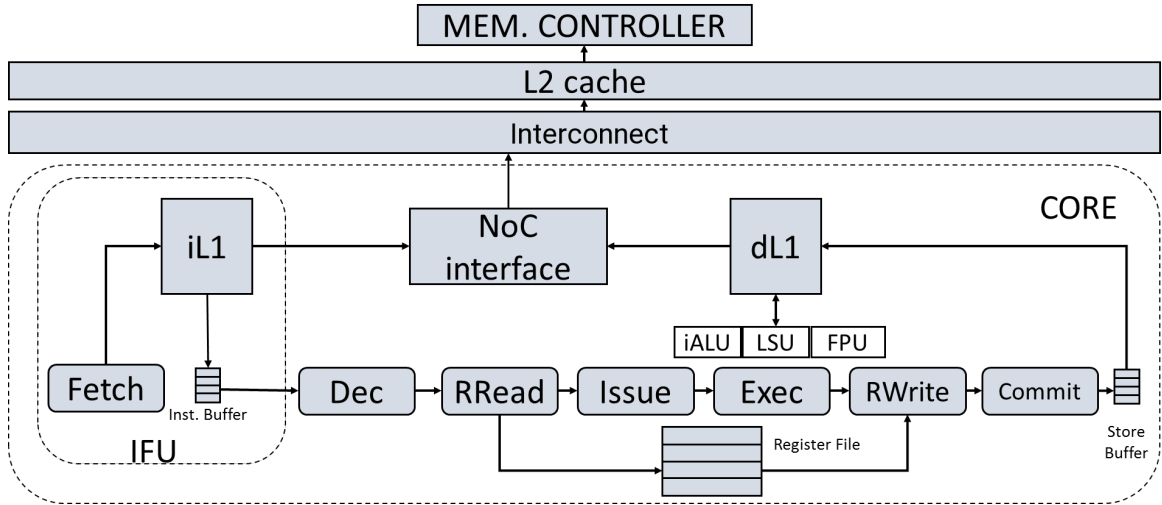 MEM. CONTROLLER
L2 cache
Interconnect
CORE
iL1
NoC
interface
dL1
iALU
LSU
FPU
Fetch
Inst. Buffer
IFU
Dec
RRead
Issue
Exec
RWrite
Commit
Register File
Store
Buffer